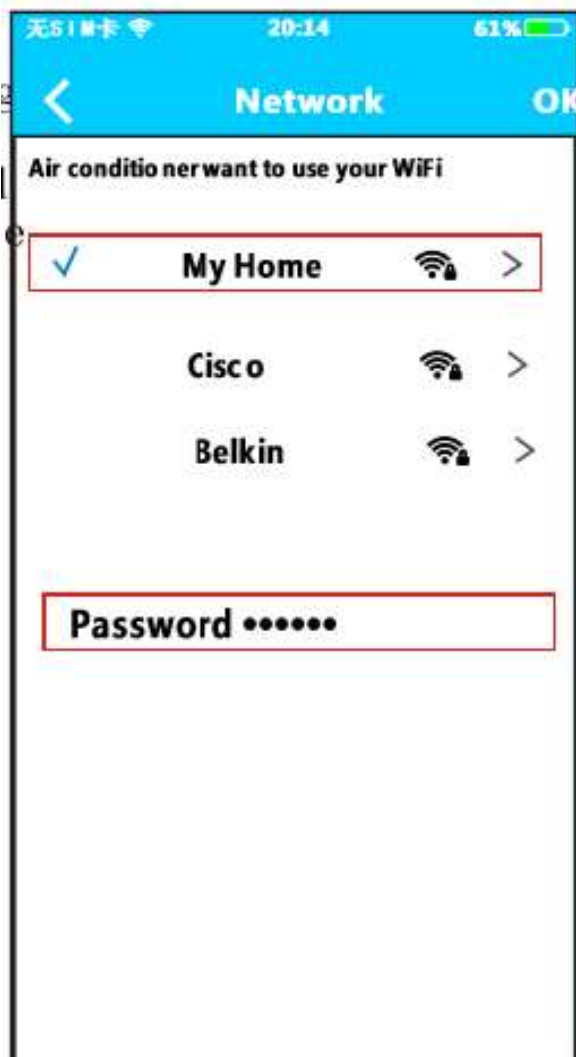 无SIM卡 20:14 61%
Network OK
Air conditio nerwant to use your WiFi
My Home
Cisco
Belkin
Password ••••••